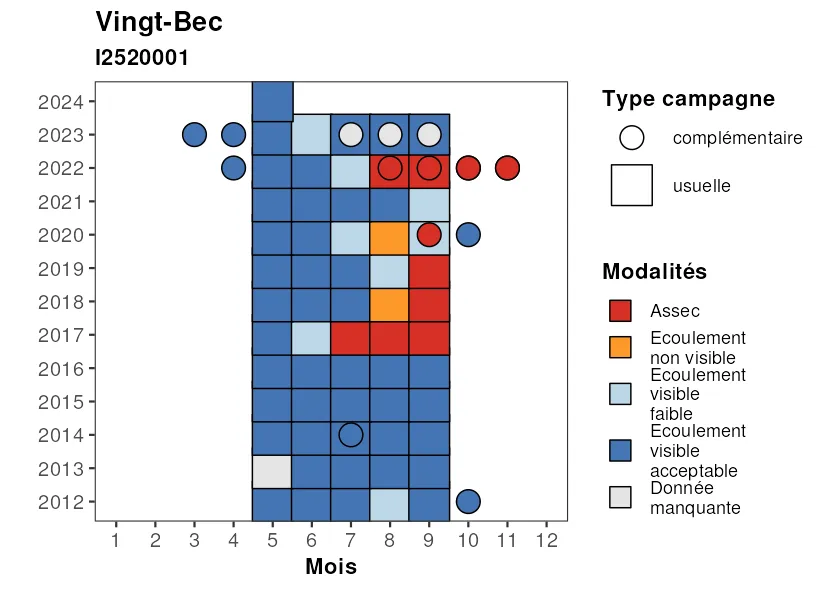 Vingt-Bec
I2520001
2024
2023
2022
2021
2020
2019
2018
2017
2016
2015
2014
2013
2012
1 2 3 4 5 6 7 8 9 10 11 12
Mois
Type campagne
complémentaire
usuelle
Modalités
Assec
Ecoulement
non visible
Ecoulement
visible
faible
Ecoulement
visible
acceptable
Donnée
manquante